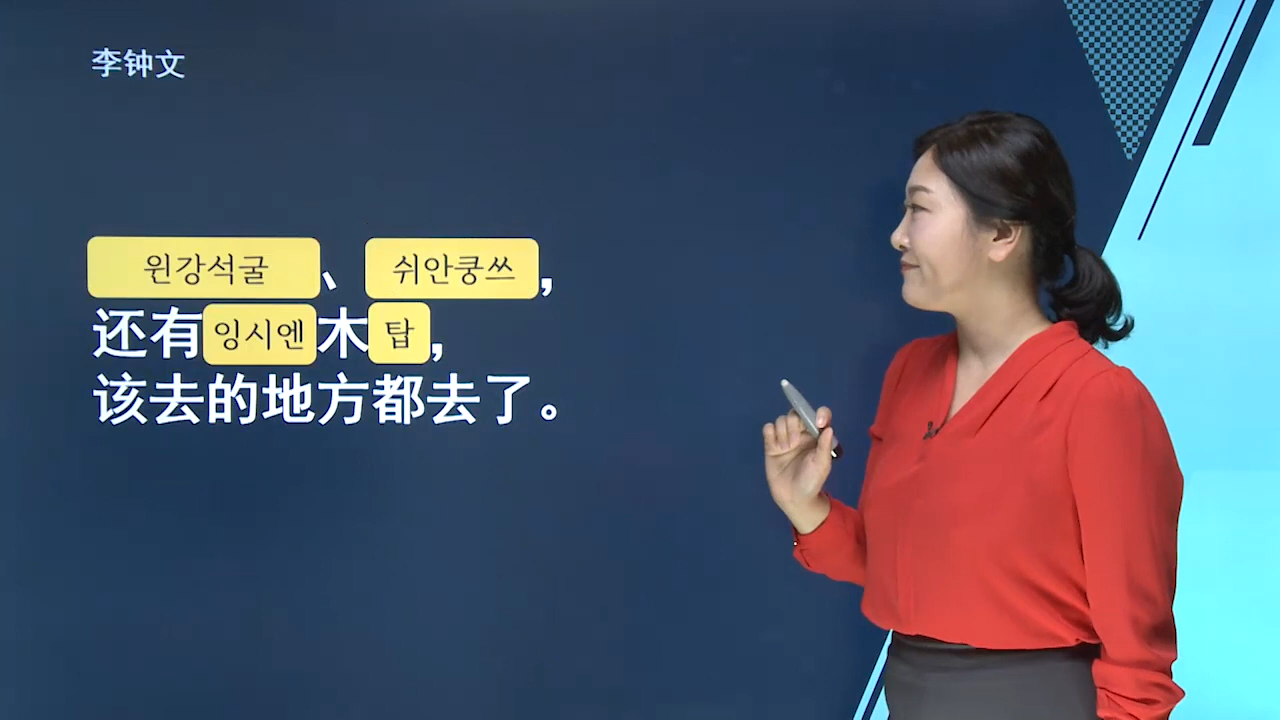 李钟文
윈강석굴、쉬안쿵쓰,
还有잉시엔木탑,
该去的地方都去了。